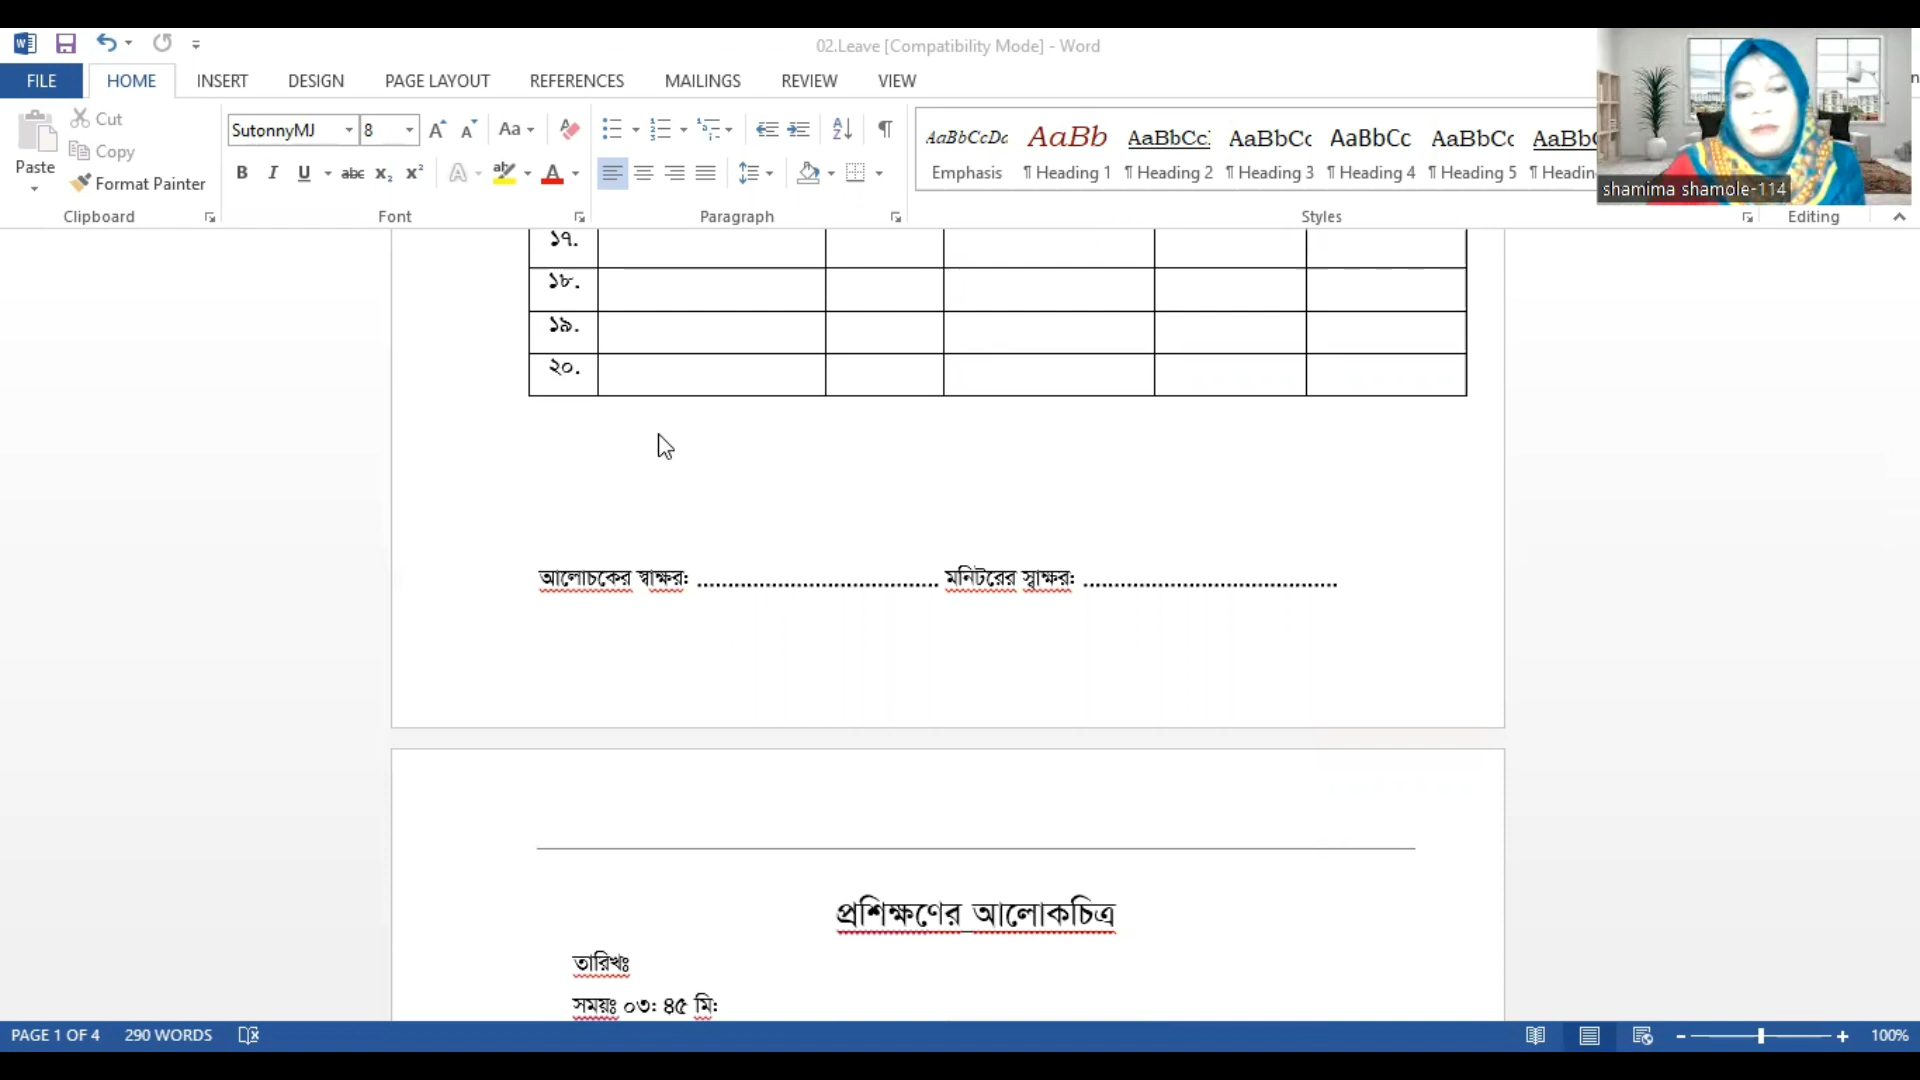 02.Leave [Compatibility Mode] - Word
FILE HOME INSERT DESIGN PAGE LAYOUT REFERENCES MAILINGS REVIEW VIEW
Paste
Cut
Copy
Format Painter
Clipboard
SutonnyMJ 8
Font
Paragraph
AaBbCcDc AaBb AaBbCc AaBbCc AaBbCc AaBbCc AaBb
Emphasis ¶ Heading 1 ¶ Heading 2 ¶ Heading 3 ¶ Heading 4 ¶ Heading 5 ¶ Headin
Styles
Editing
shamima shamole-114
১৭.
১৮.
১৯.
২০.
আলোচকের স্বাক্ষর: ....................................... মনিটরের স্বাক্ষর: .........................................
প্রশিক্ষণের আলোকচিত্র
তারিখঃ
সময়ঃ ০৩: ৪৫ মি:
PAGE 1 OF 4 290 WORDS 100%